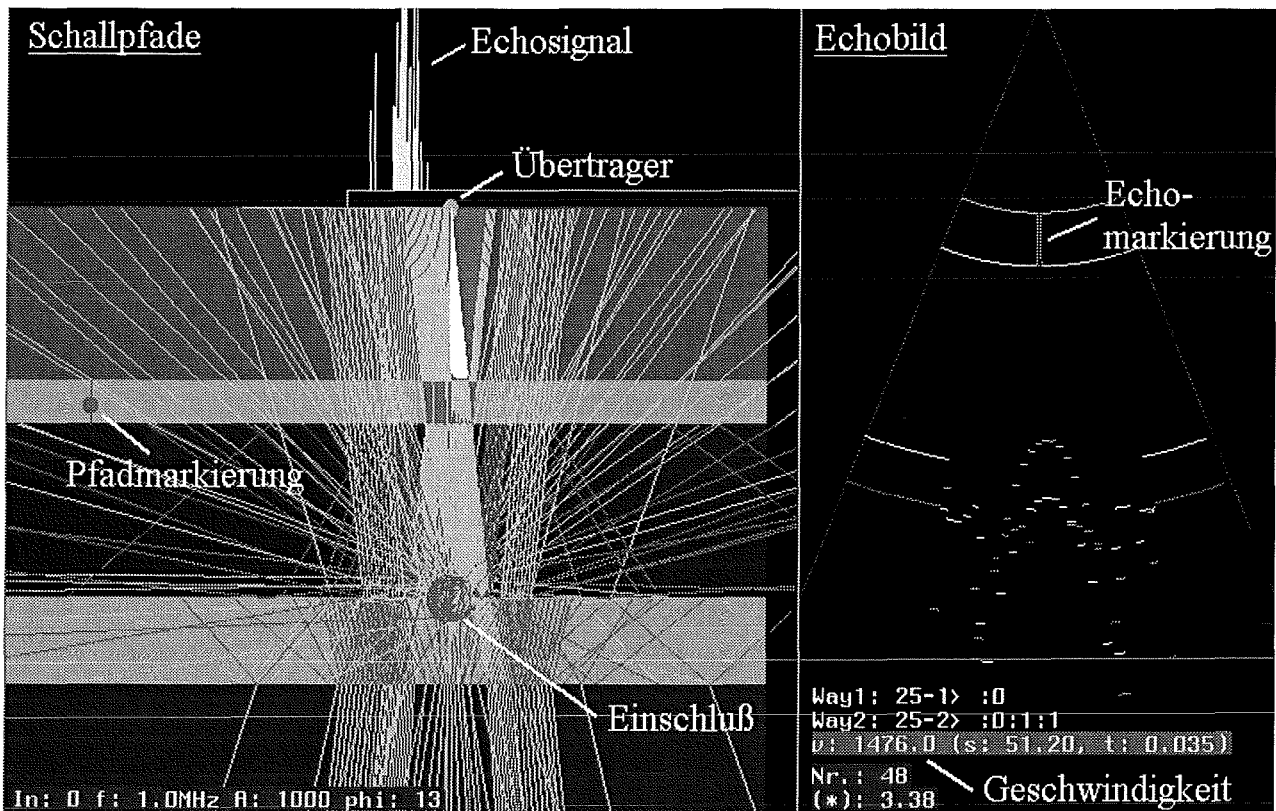 Schallpfade
Echosignal
Echobild
Übertrager
Echo-
markierung
Pfadmarkierung
Einschluß
Way1: 25-1> :0
Way2: 25-2> :0:1:1
υ: 1476.0 (s: 51.20, t: 0.035)
Nr.: 48
(*): 3.38
Geschwindigkeit
In: 0 f: 1.0MHz A: 1000 phi: 13